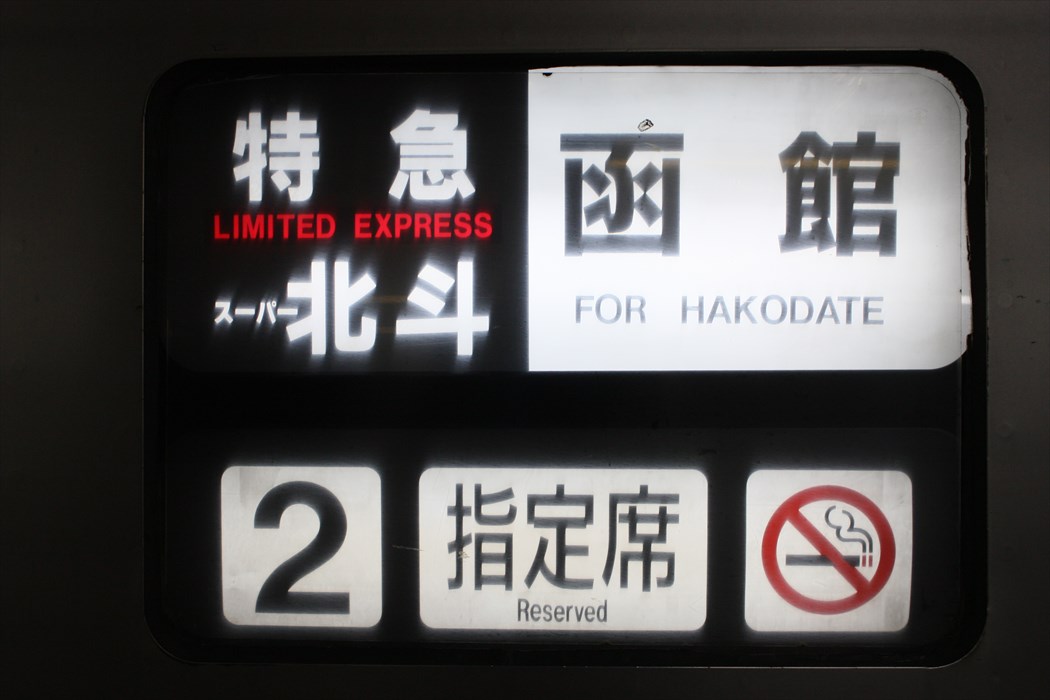 特急
LIMITED EXPRESS
スーパー北斗
函館
FOR HAKODATE
2
指定席
Reserved